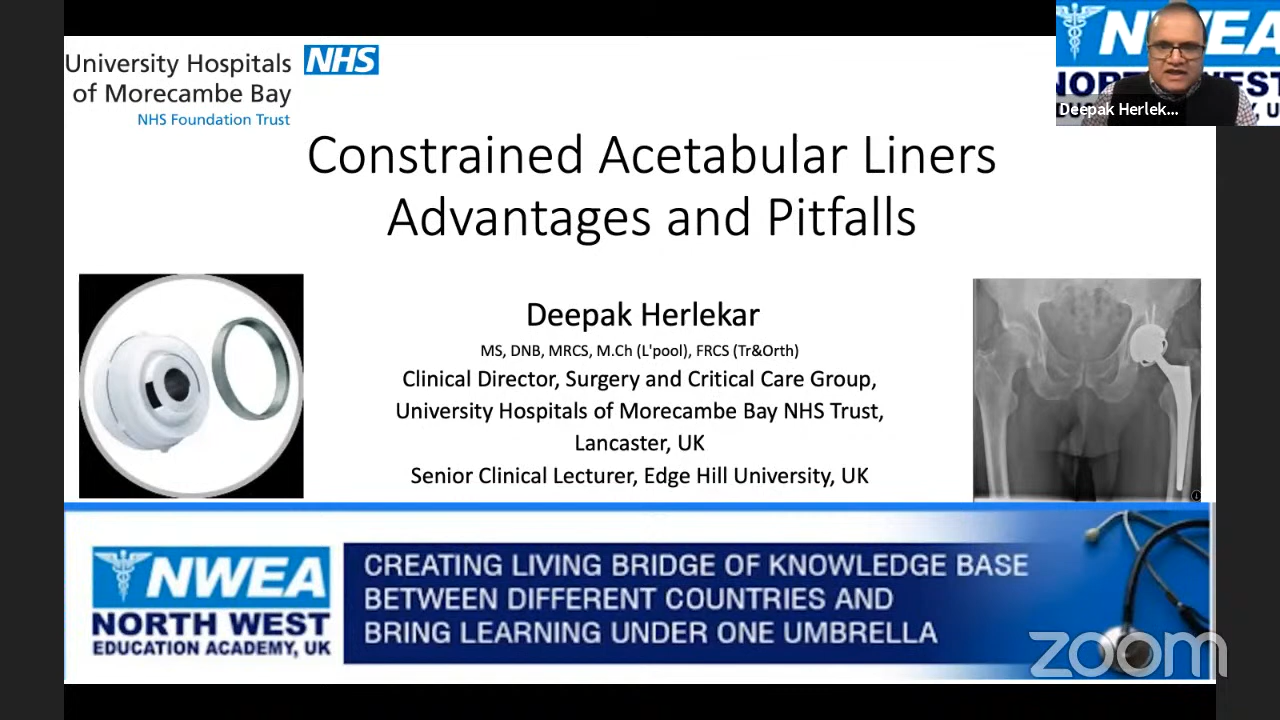 University Hospitals NHS
of Morecambe Bay
NHS Foundation Trust
NWEA
Deepak Herlek...
Constrained Acetabular Liners
Advantages and Pitfalls
Deepak Herlekar
MS, DNB, MRCS, M.Ch (L'pool), FRCS (Tr&Orth)
Clinical Director, Surgery and Critical Care Group,
University Hospitals of Morecambe Bay NHS Trust,
Lancaster, UK
Senior Clinical Lecturer, Edge Hill University, UK
NWEA
NORTH WEST
EDUCATION ACADEMY, UK
CREATING LIVING BRIDGE OF KNOWLEDGE BASE
BETWEEN DIFFERENT COUNTRIES AND
BRING LEARNING UNDER ONE UMBRELLA
zoom